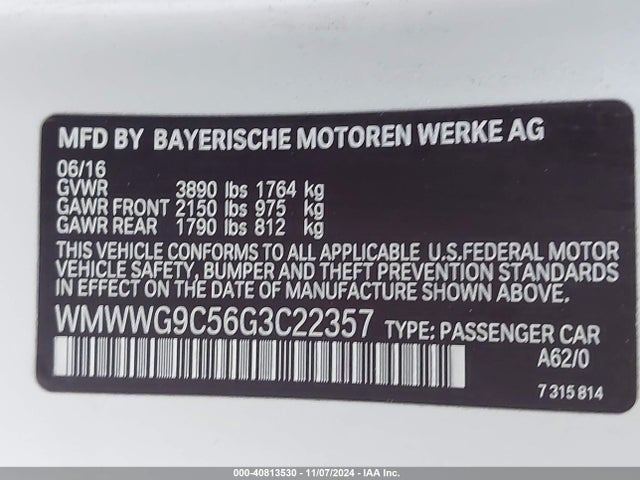 MFD BY BAYERISCHE MOTOREN WERKE AG
06/16
GVWR 3890 lbs 1764 kg
GAWR FRONT 2150 lbs 975 kg
GAWR REAR 1790 lbs 812 kg
THIS VEHICLE CONFORMS TO ALL APPLICABLE U.S.FEDERAL MOTOR
VEHICLE SAFETY, BUMPER AND THEFT PREVENTION STANDARDS
IN EFFECT ON THE DATE OF MANUFACTURE SHOWN ABOVE.
WMWWG9C56G3C22357 TYPE: PASSENGER CAR
A62/0
7 315 814
000-40813530 - 11/07/2024 - IAA Inc.